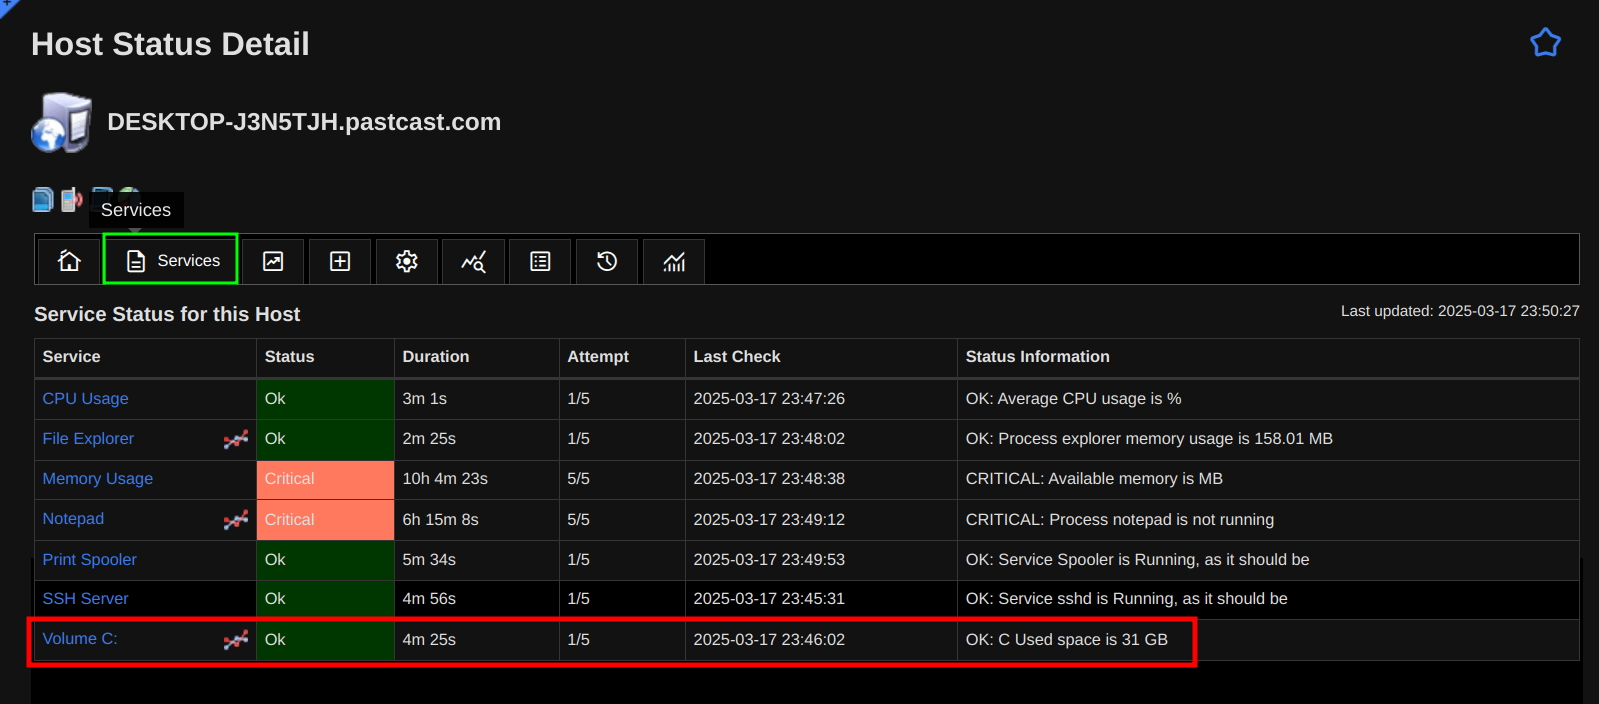 Host Status Detail
DESKTOP-J3N5TJH.pastcast.com
Services
Services
Service Status for this Host
Last updated: 2025-03-17 23:50:27
Service Status Duration Attempt Last Check Status Information
CPU Usage Ok 3m 1s 1/5 2025-03-17 23:47:26 OK: Average CPU usage is %
File Explorer Ok 2m 25s 1/5 2025-03-17 23:48:02 OK: Process explorer memory usage is 158.01 MB
Memory Usage Critical 10h 4m 23s 5/5 2025-03-17 23:48:38 CRITICAL: Available memory is MB
Notepad Critical 6h 15m 8s 5/5 2025-03-17 23:49:12 CRITICAL: Process notepad is not running
Print Spooler Ok 5m 34s 1/5 2025-03-17 23:49:53 OK: Service Spooler is Running, as it should be
SSH Server Ok 4m 56s 1/5 2025-03-17 23:45:31 OK: Service sshd is Running, as it should be
Volume C: Ok 4m 25s 1/5 2025-03-17 23:46:02 OK: C Used space is 31 GB